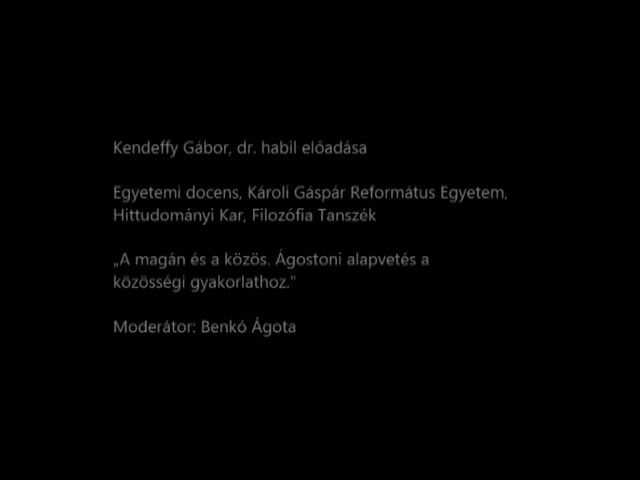 Kendeffy Gábor, dr. habil előadása
Egyetemi docens, Károli Gáspár Református Egyetem,
Hittudományi Kar, Filozófia Tanszék
„A magán és a közös. Ágostoni alapvetés a
közösségi gyakorlathoz."
Moderátor: Benkó Ágota